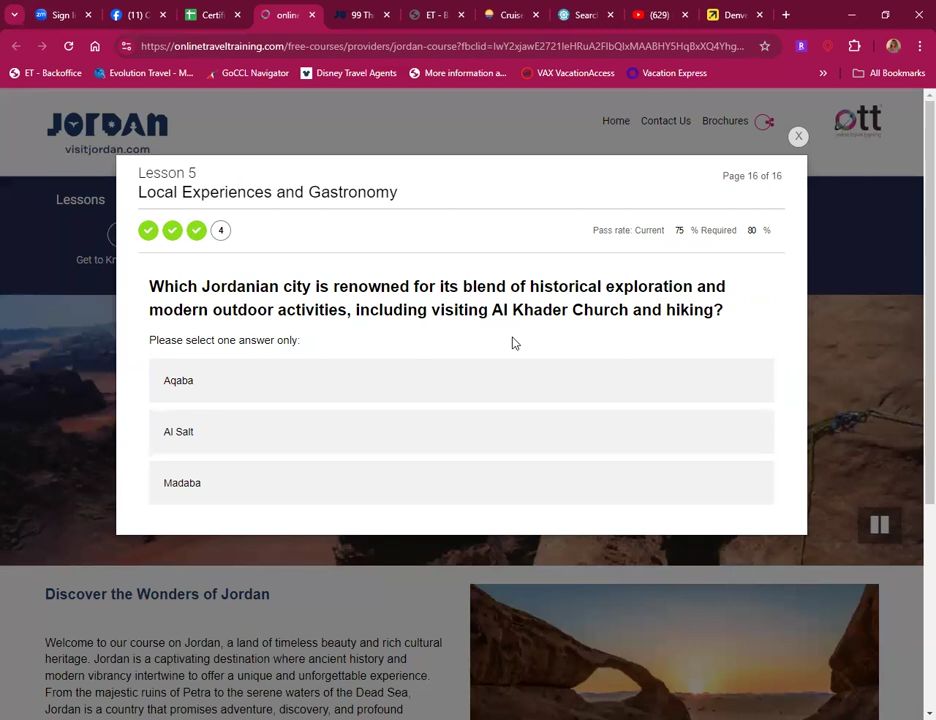 Sign I
(11) C
Certif
online
99 Th
ET - B
Cruise
Searc
(629)
Denve
https://onlinetraveltraining.com/free-courses/providers/jordan-course?fbclid=IwY2xjawE2721leHRuA2FlbQIxMAABHY5HqBxXQ4Yhg...
ET - Backoffice
Evolution Travel - M...
GoCCL Navigator
Disney Travel Agents
More information a...
VAX VacationAccess
Vacation Express
All Bookmarks
JORDAN
visitjordan.com
Home Contact Us Brochures
ott
X
Lessons
Lesson 5
Page 16 of 16
Local Experiences and Gastronomy
4
Pass rate: Current 75 % Required 80 %
Get to Kn
Which Jordanian city is renowned for its blend of historical exploration and
modern outdoor activities, including visiting Al Khader Church and hiking?
Please select one answer only:
Aqaba
Al Salt
Madaba
Discover the Wonders of Jordan
Welcome to our course on Jordan, a land of timeless beauty and rich cultural
heritage. Jordan is a captivating destination where ancient history and
modern vibrancy intertwine to offer a unique and unforgettable experience.
From the majestic ruins of Petra to the serene waters of the Dead Sea,
Jordan is a country that promises adventure, discovery, and profound